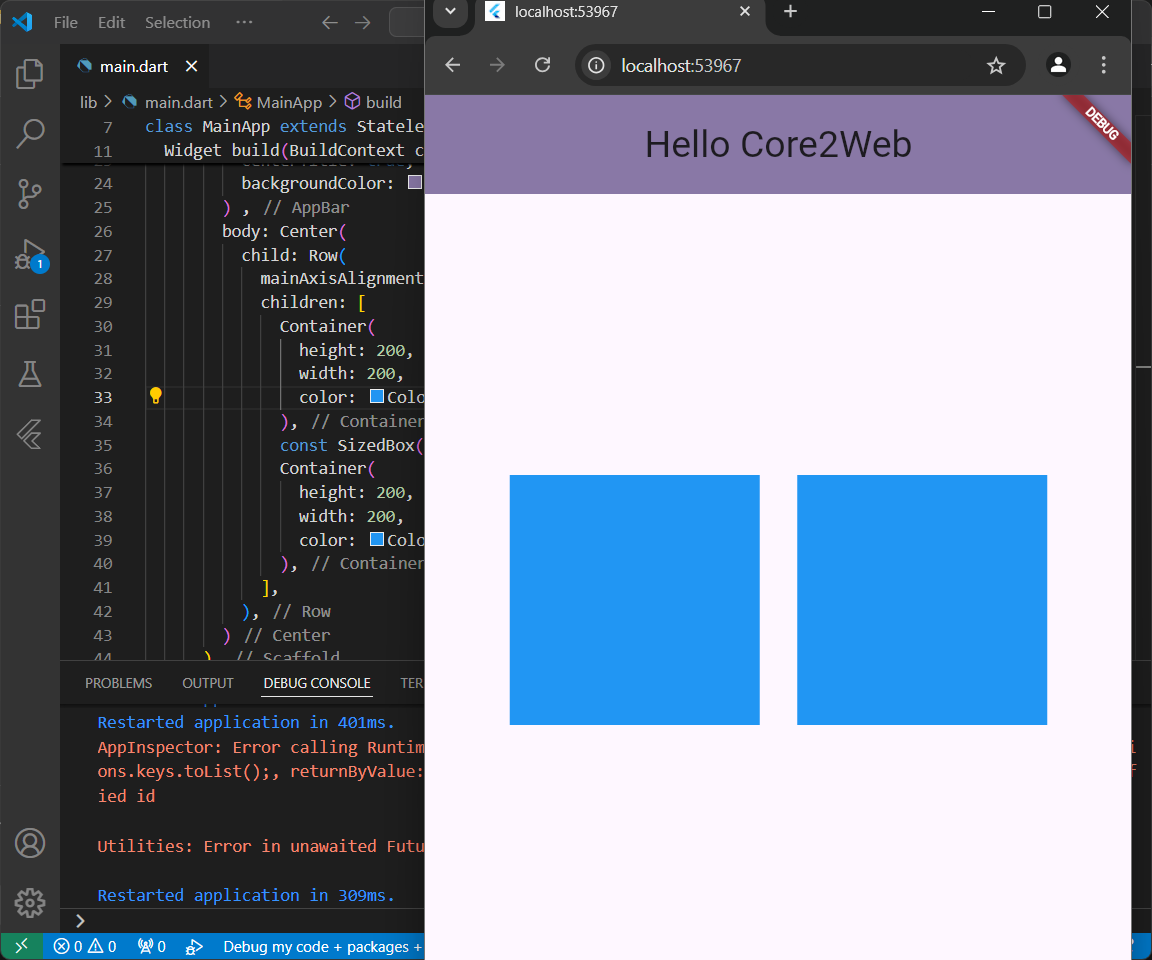 File Edit Selection ···
localhost:53967
main.dart
localhost:53967
lib > main.dart > MainApp > build
7 class MainApp extends Statele
11 Widget build(BuildContext c
24 backgroundColor:
25 ) , // AppBar
26 body: Center(
27 child: Row(
28 mainAxisAlignment
29 children: [
30 Container(
31 height: 200,
32 width: 200,
33 color: Colo
34 ), // Container
35 const SizedBox(
36 Container(
37 height: 200,
38 width: 200,
39 color: Colo
40 ), // Container
41 ],
42 ), // Row
43 ) // Center
44 ) // Scaffold
Hello Core2Web
DEBUG
1
PROBLEMS OUTPUT DEBUG CONSOLE TER
Restarted application in 401ms.
AppInspector: Error calling Runtim
ons.keys.toList();, returnByValue:
ied id
Utilities: Error in unawaited Futu
Restarted application in 309ms.
>
0 0 0 Debug my code + packages +